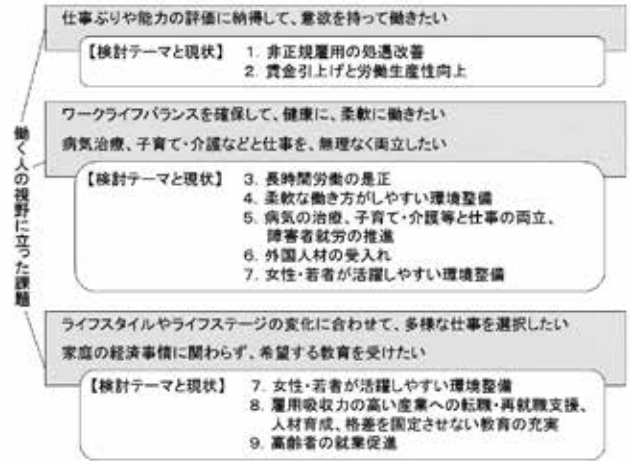 働く人の視野に立った課題
仕事ぶりや能力の評価に納得して、意欲を持って働きたい
【検討テーマと現状】 1. 非正規雇用の処遇改善
2. 賃金引上げと労働生産性向上
ワークライフバランスを確保して、健康に、柔軟に働きたい
病気治療、子育て・介護などと仕事を、無理なく両立したい
【検討テーマと現状】 3. 長時間労働の是正
4. 柔軟な働き方がしやすい環境整備
5. 病気の治療、子育て・介護等と仕事の両立、
障害者就労の推進
6. 外国人材の受入れ
7. 女性・若者が活躍しやすい環境整備
ライフスタイルやライフステージの変化に合わせて、多様な仕事を選択したい
家庭の経済事情に関わらず、希望する教育を受けたい
【検討テーマと現状】 7. 女性・若者が活躍しやすい環境整備
8. 雇用吸収力の高い産業への転職・再就職支援、
人材育成、格差を固定させない教育の充実
9. 高齢者の就業促進